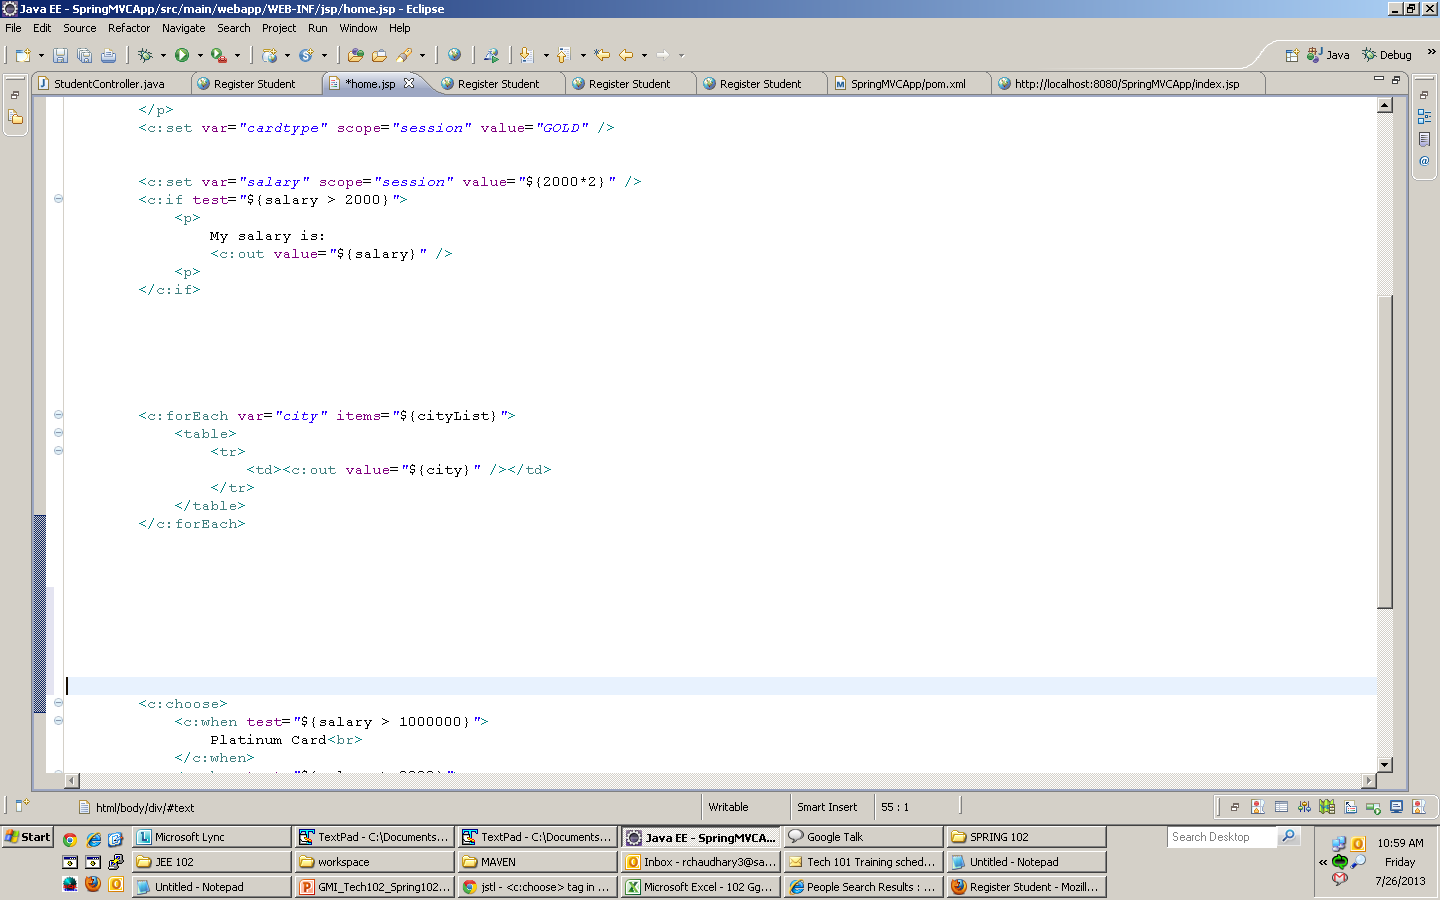 Java EE - SpringMVCApp/src/main/webapp/WEB-INF/jsp/home.jsp - Eclipse
File Edit Source Refactor Navigate Search Project Run Window Help
Java Debug »
StudentController.java Register Student *home.jsp Register Student Register Student Register Student SpringMVCApp/pom.xml http://localhost:8080/SpringMVCApp/index.jsp
</p>
<c:set var="cardtype" scope="session" value="GOLD" />
<c:set var="salary" scope="session" value="${2000*2}" />
<c:if test="${salary > 2000}">
<p>
My salary is:
<c:out value="${salary}" />
<p>
</c:if>
<c:forEach var="city" items="${cityList}">
<table>
<tr>
<td><c:out value="${city}" /></td>
</tr>
</table>
</c:forEach>
<c:choose>
<c:when test="${salary > 1000000}">
Platinum Card<br>
</c:when>
html/body/div/#text Writable Smart Insert 55 : 1
Start Microsoft Lync TextPad - C:\Documents... TextPad - C:\Documents... Java EE - SpringMVCA... Google Talk SPRING 102 Search Desktop 10:59 AM
JEE 102 workspace MAVEN Inbox - rchaudhary3@sa... Tech 101 Training sched... Untitled - Notepad « Friday
Untitled - Notepad GMI_Tech102_Spring102... jstl - <c:choose> tag in ... Microsoft Excel - 102 Gg... People Search Results : ... Register Student - Mozill... 7/26/2013